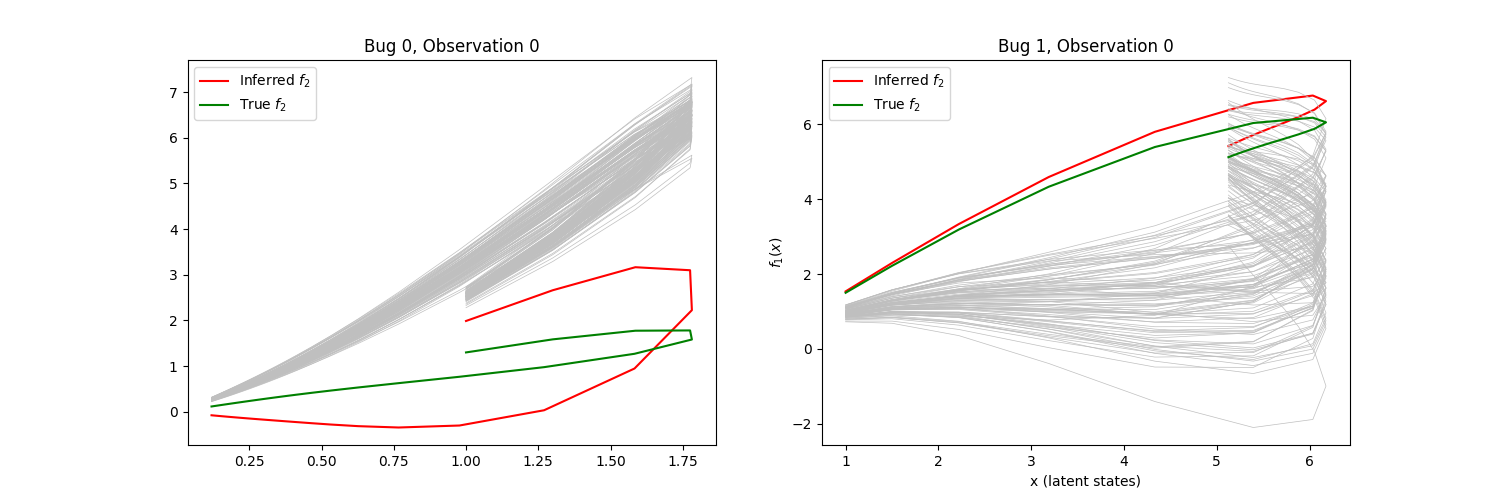 Bug 0, Observation 0
Inferred f₂
True f₂
7
6
5
4
3
2
1
0
0.25 0.50 0.75 1.00 1.25 1.50 1.75
Bug 1, Observation 0
Inferred f₂
True f₂
f₁(x)
6
4
2
0
−2
1 2 3 4 5 6
x (latent states)